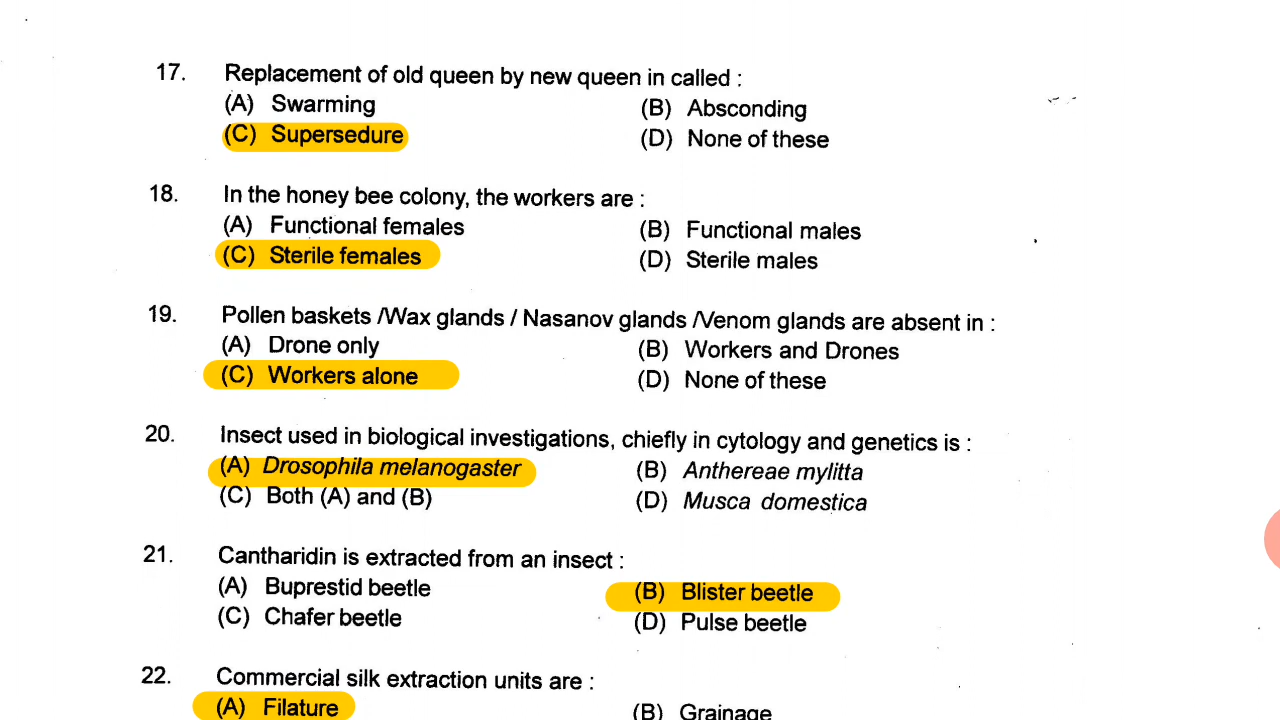 17. Replacement of old queen by new queen in called :
(A) Swarming (B) Absconding
(C) Supersedure (D) None of these
18. In the honey bee colony, the workers are :
(A) Functional females (B) Functional males
(C) Sterile females (D) Sterile males
19. Pollen baskets /Wax glands / Nasanov glands /Venom glands are absent in :
(A) Drone only (B) Workers and Drones
(C) Workers alone (D) None of these
20. Insect used in biological investigations, chiefly in cytology and genetics is :
(A) Drosophila melanogaster (B) Anthereae mylitta
(C) Both (A) and (B) (D) Musca domestica
21. Cantharidin is extracted from an insect :
(A) Buprestid beetle (B) Blister beetle
(C) Chafer beetle (D) Pulse beetle
22. Commercial silk extraction units are :
(A) Filature (B) Grainage